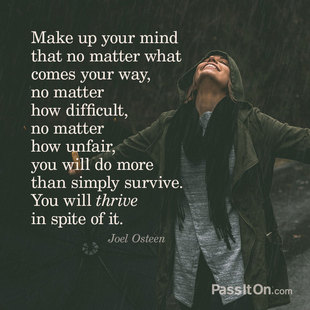 Make up your mind
that no matter what
comes your way,
no matter
how difficult,
no matter
how unfair,
you will do more
than simply survive.
You will thrive
in spite of it.
Joel Osteen
PassItOn.com